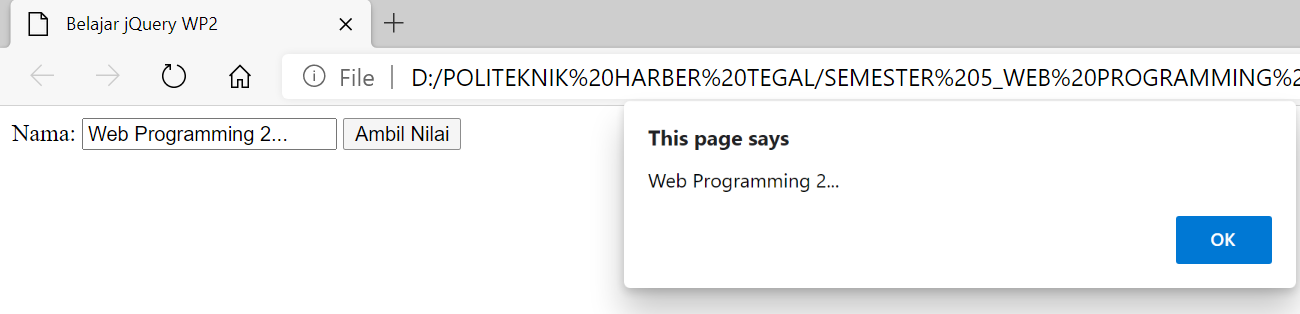 Belajar jQuery WP2
File D:/POLITEKNIK%20HARBER%20TEGAL/SEMESTER%205_WEB%20PROGRAMMING%2
Nama: Web Programming 2... Ambil Nilai
This page says
Web Programming 2...
OK